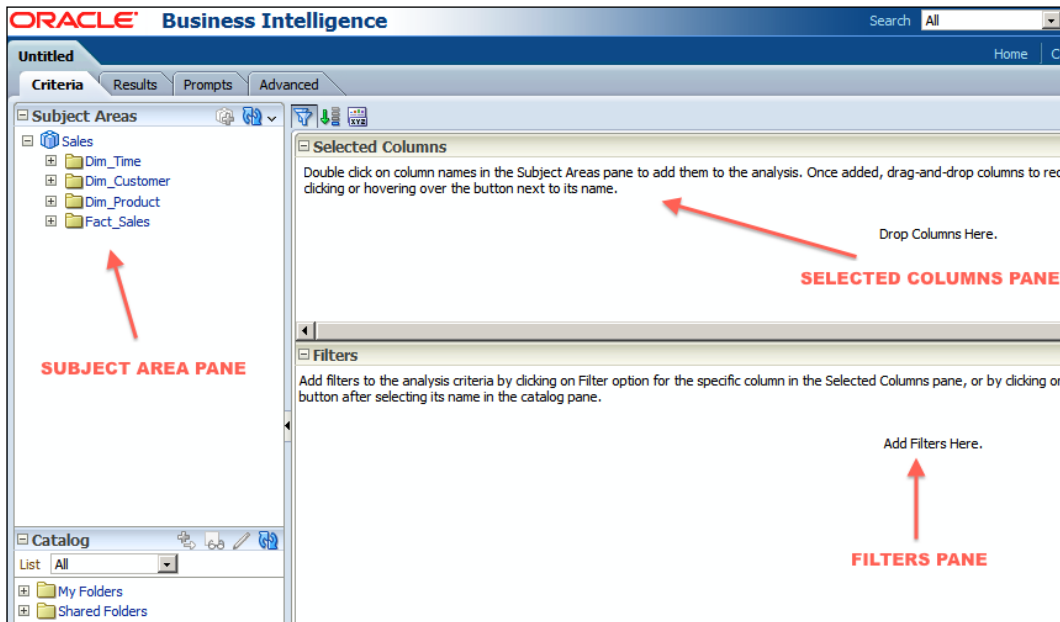 ORACLE Business Intelligence Search All
Untitled Home
Criteria Results Prompts Advanced
Subject Areas
Sales
Dim_Time
Dim_Customer
Dim_Product
Fact_Sales
SUBJECT AREA PANE
Catalog
List All
My Folders
Shared Folders
XYZ
Selected Columns
Double click on column names in the Subject Areas pane to add them to the analysis. Once added, drag-and-drop columns to
clicking or hovering over the button next to its name.
Drop Columns Here.
SELECTED COLUMNS PANE
Filters
Add filters to the analysis criteria by clicking on Filter option for the specific column in the Selected Columns pane, or by clicking
button after selecting its name in the catalog pane.
Add Filters Here.
FILTERS PANE